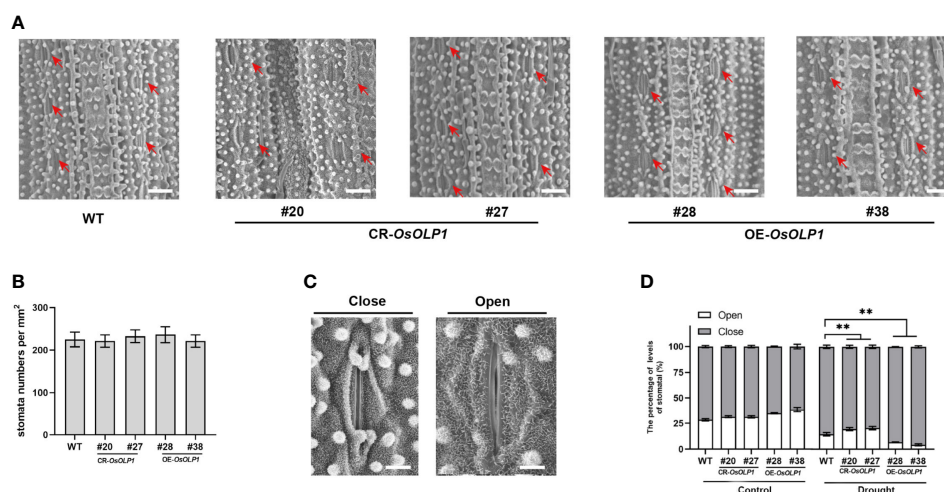 A
WT
#20
#27
#28
#38
CR-OsOLP1
OE-OsOLP1
B
stomata numbers per mm²
300
200
100
0
WT
#20
#27
#28
#38
CR-OsOLP1
OE-OsOLP1
C
Close
Open
D
Open
Close
The percentage of levels
of stomatal (%)
100
75
50
25
0
**
**
WT
#20
#27
#28
#38
WT
#20
#27
#28
#38
CR-OsOLP1
OE-OsOLP1
CR-OsOLP1
OE-OsOLP1
Control
Drought